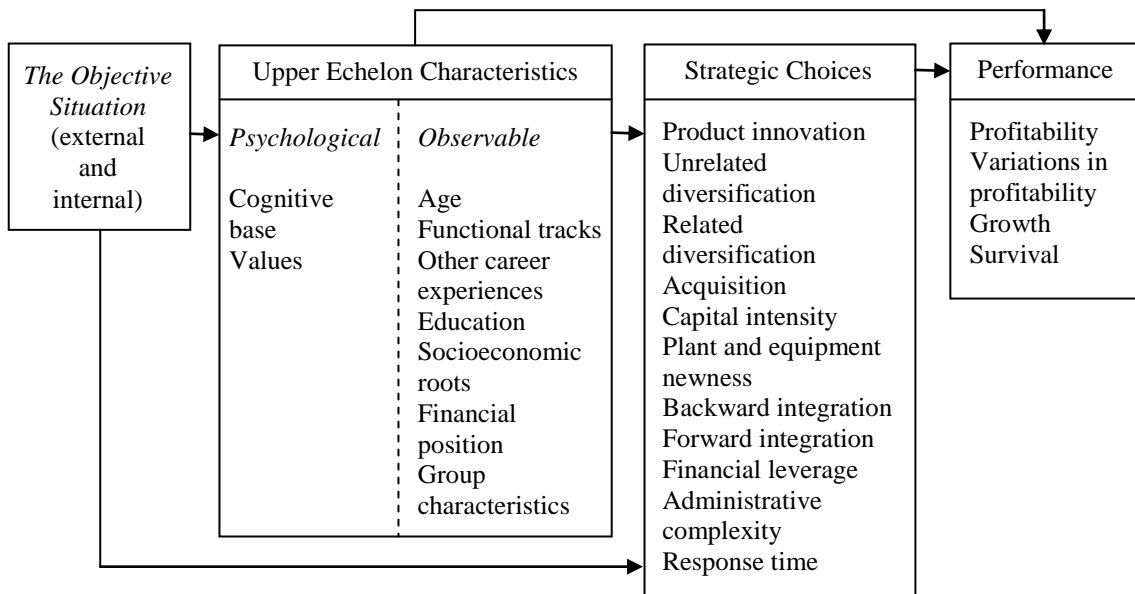 The Objective
Situation
(external
and
internal)
Upper Echelon Characteristics
Psychological
Cognitive
base
Values
Observable
Age
Functional tracks
Other career
experiences
Education
Socioeconomic
roots
Financial
position
Group
characteristics
Strategic Choices
Product innovation
Unrelated
diversification
Related
diversification
Acquisition
Capital intensity
Plant and equipment
newness
Backward integration
Forward integration
Financial leverage
Administrative
complexity
Response time
Performance
Profitability
Variations in
profitability
Growth
Survival